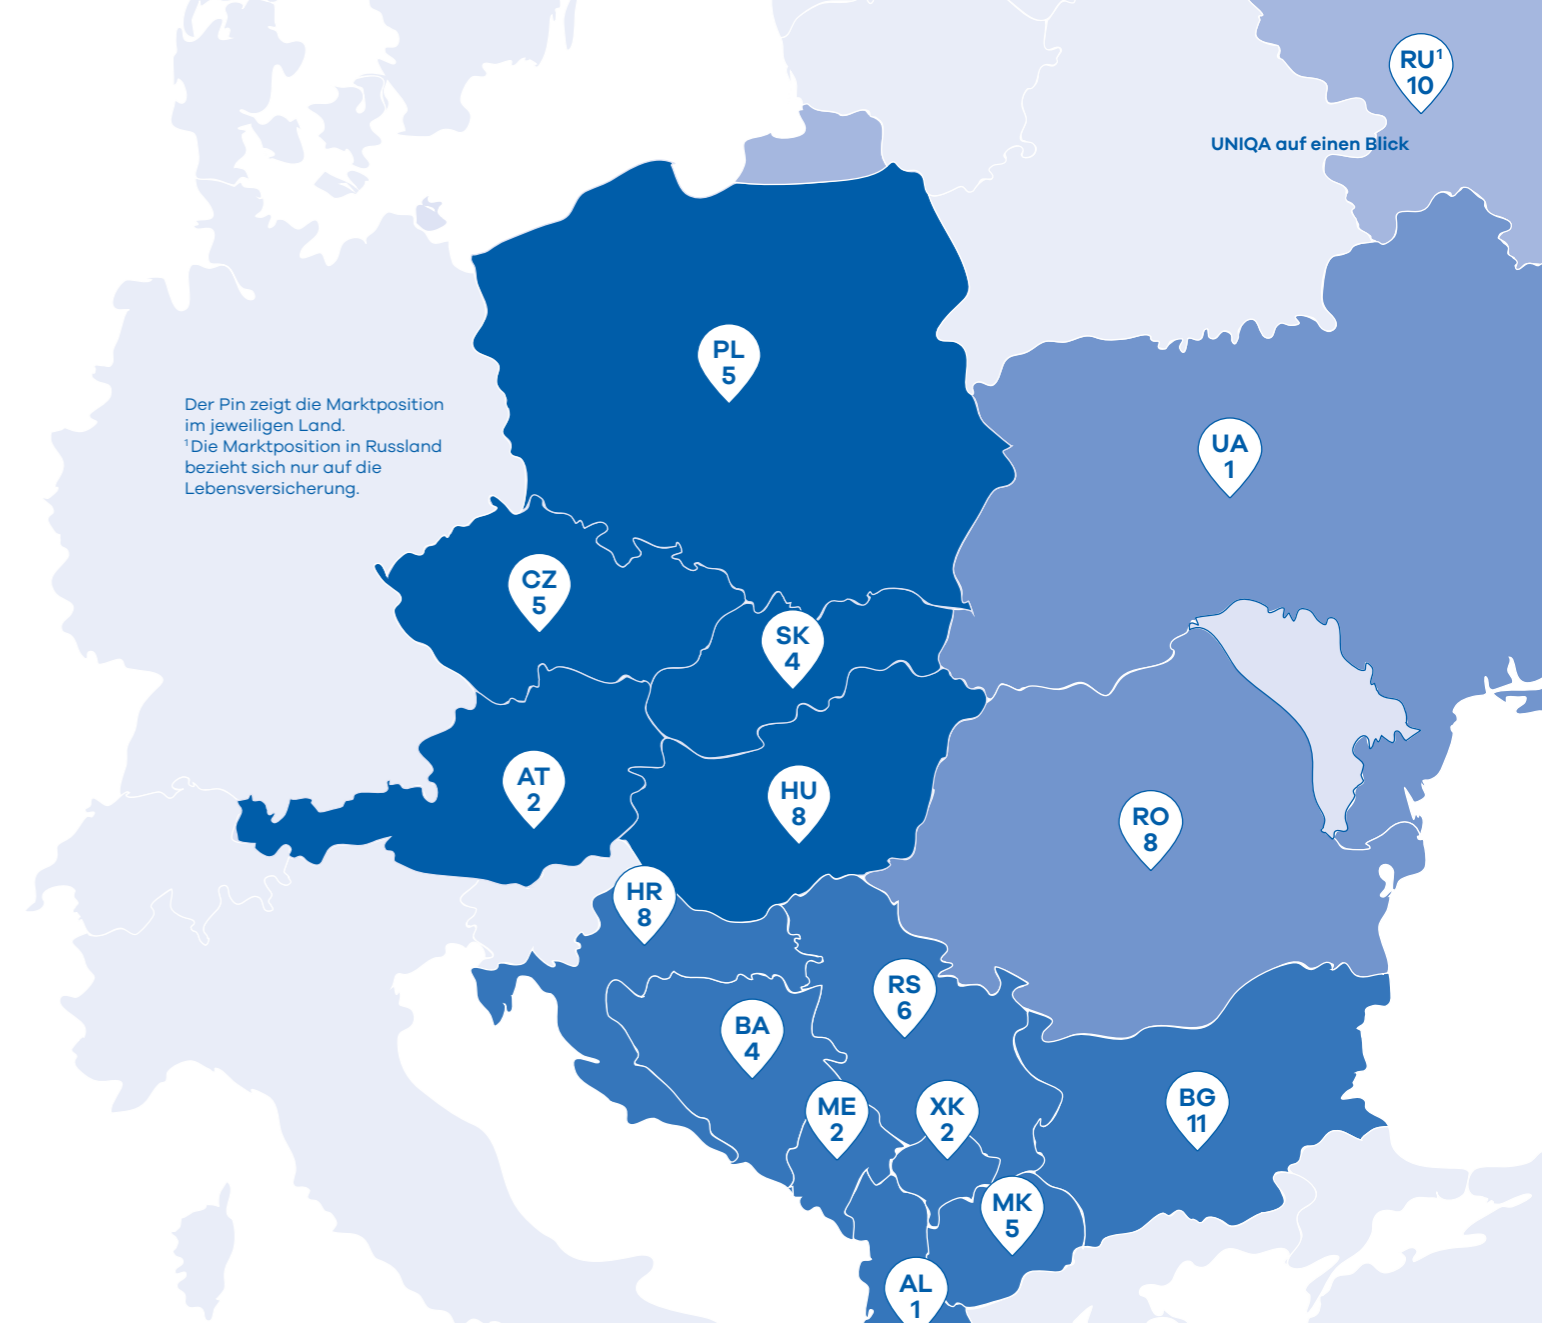 RU¹
10
UNIQA auf einen Blick
PL
5
Der Pin zeigt die Marktposition
im jeweiligen Land.
¹Die Marktposition in Russland
bezieht sich nur auf die
Lebensversicherung.
UA
1
CZ
5
SK
4
AT
2
HU
8
RO
8
HR
8
RS
6
BA
4
ME
2
XK
2
BG
11
MK
5
AL
1